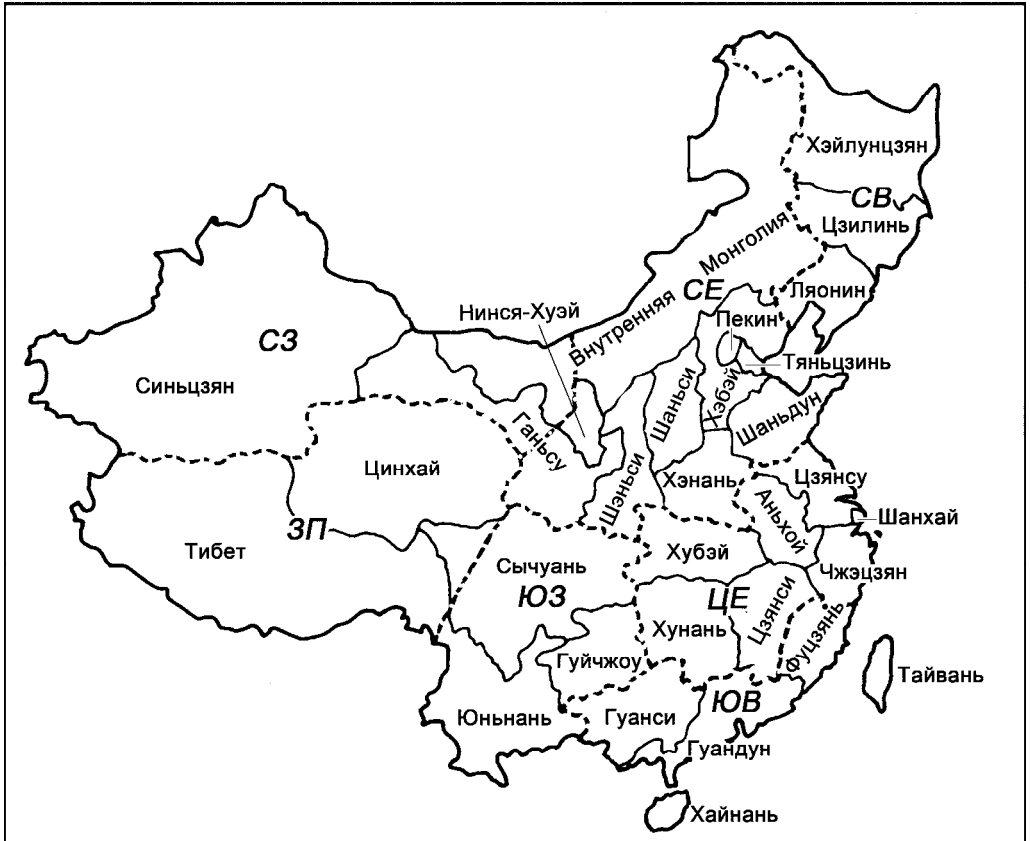 Хэйлунцзян
СВ
Цзилинь
Внутренняя Монголия
СЕ
Ляонин
Нинся-Хуэй
Пекин
СЗ
Тяньцзинь
Синьцзян
Шаньси
Хэбэй
Шаньдун
Ганьсу
Цинхай
Хэнань
Цзянсу
Шэньси
Аньхой
Шанхай
ЗП
Тибет
Хубэй
Сычуань
Чжэцзян
ЮЗ
ЦЕ
Цзянси
Хунань
Фуцзянь
Гуйчжоу
Тайвань
ЮВ
Юньнань
Гуанси
Гуандун
Хайнань